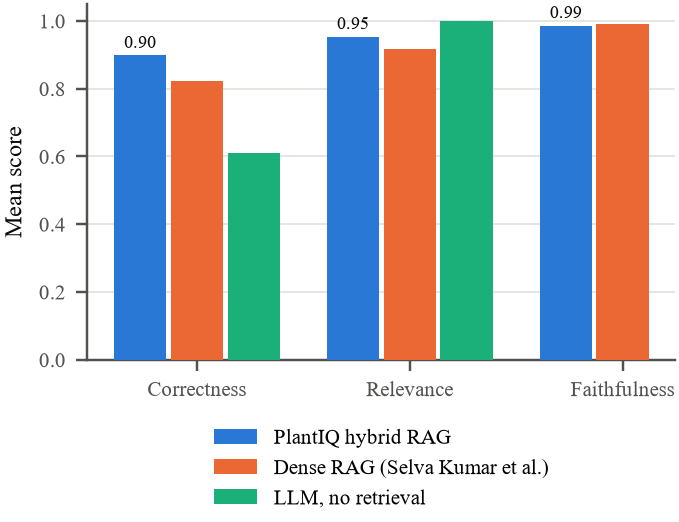 1.0
0.8
0.6
0.4
0.2
0.0
Mean score
0.90
0.95
0.99
Correctness
Relevance
Faithfulness
PlantIQ hybrid RAG
Dense RAG (Selva Kumar et al.)
LLM, no retrieval